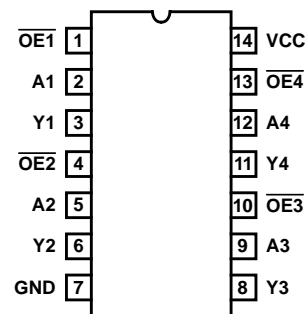 OE1 1 14 VCC
A1 2 13 OE4
Y1 3 12 A4
OE2 4 11 Y4
A2 5 10 OE3
Y2 6 9 A3
GND 7 8 Y3